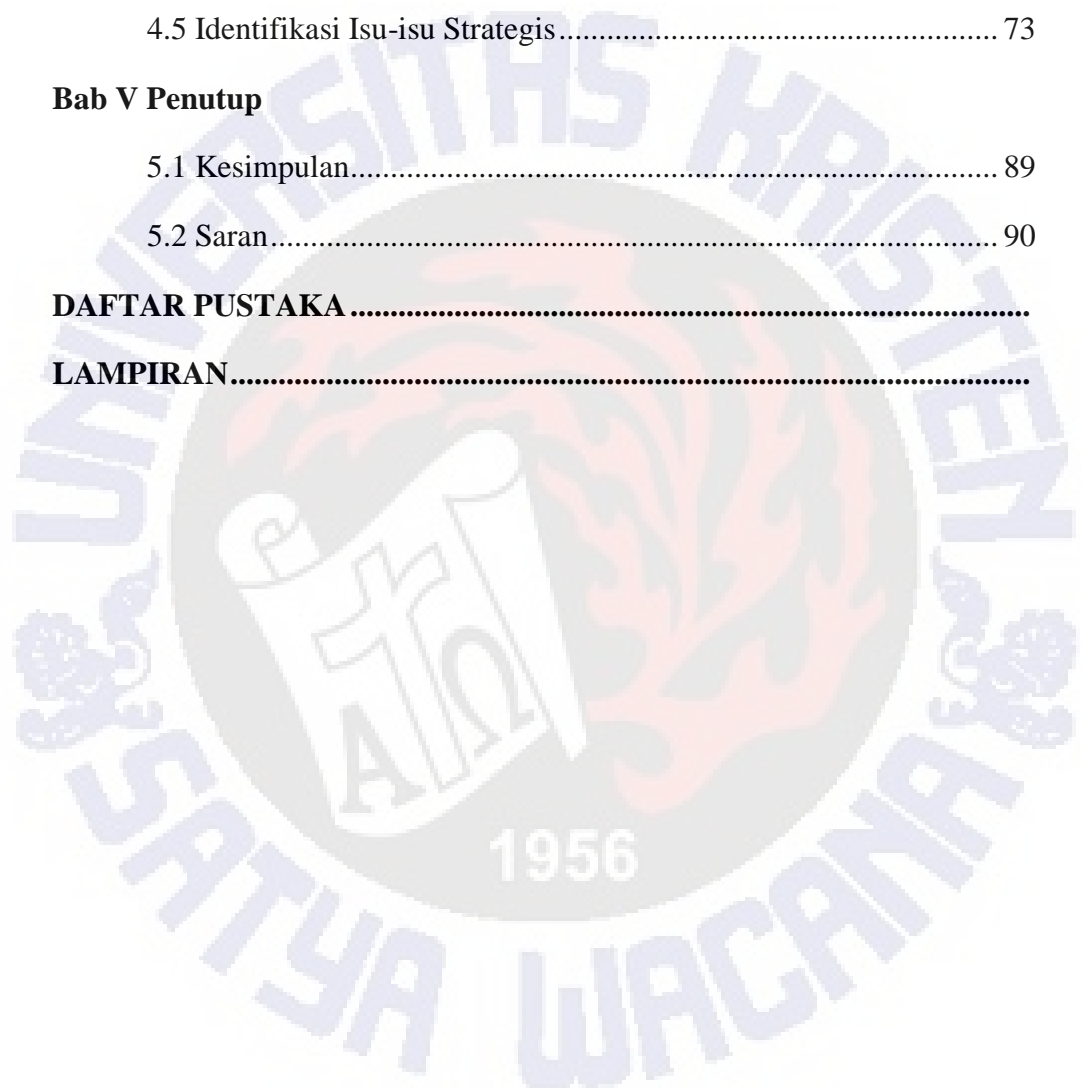 4.5 Identifikasi Isu-isu Strategis ...................................................... 73
Bab V Penutup
5.1 Kesimpulan................................................................................ 89
5.2 Saran.......................................................................................... 90
DAFTAR PUSTAKA ....................................................................................
LAMPIRAN...................................................................................................
UNIVERSITAS KRISTEN
A Ω
1956
SATYA WACANA